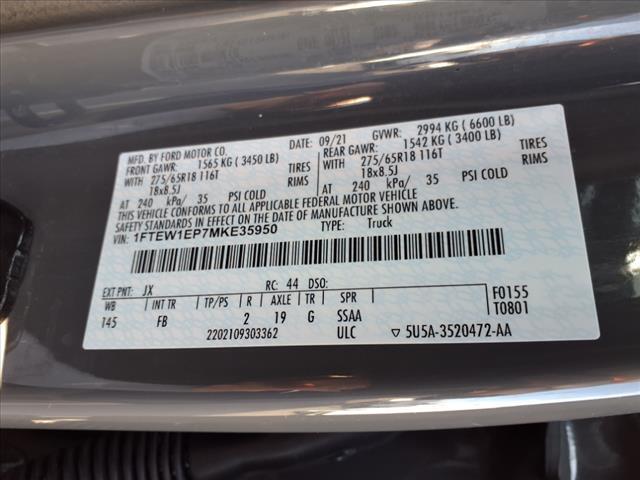 MFD. BY FORD MOTOR CO. DATE: 09/21 GVWR: 2994 KG ( 6600 LB)
FRONT GAWR: 1565 KG ( 3450 LB) REAR GAWR: 1542 KG ( 3400 LB)
WITH 275/65R18 116T TIRES WITH 275/65R18 116T TIRES
18x8.5J RIMS 18x8.5J RIMS
AT 240 kPa/ 35 PSI COLD AT 240 kPa/ 35 PSI COLD
THIS VEHICLE CONFORMS TO ALL APPLICABLE FEDERAL MOTOR VEHICLE
SAFETY STANDARDS IN EFFECT ON THE DATE OF MANUFACTURE SHOWN ABOVE.
VIN: 1FTEW1EP7MKE35950 TYPE: Truck
EXT PNT: JX RC: 44 DSO: F0155
WB INT TR TP/PS R AXLE TR SPR T0801
145 FB 2 19 G SSAA
2202109303362 ULC ▽ 5U5A-3520472-AA